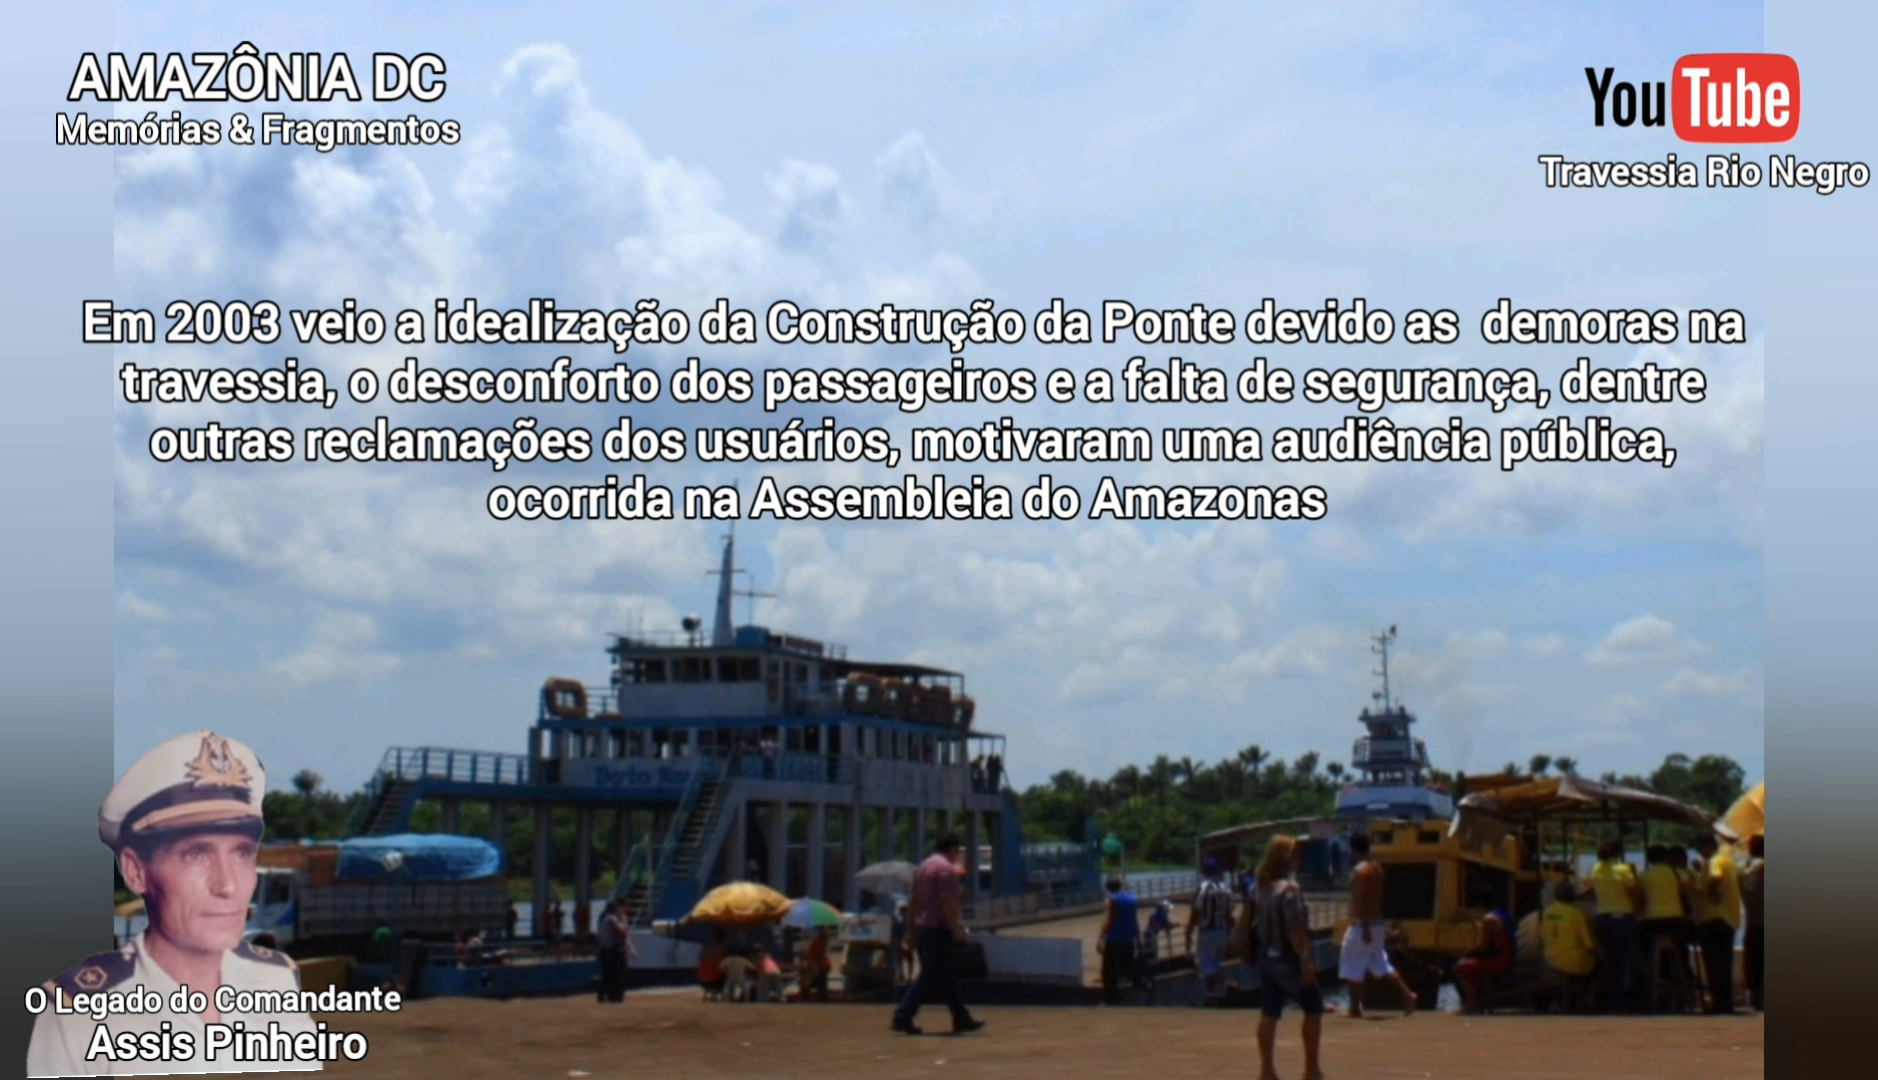 AMAZÔNIA DC
Memórias & Fragmentos
YouTube
Travessia Rio Negro
Em 2003 veio a idealização da Construção da Ponte devido as demoras na
travessia, o desconforto dos passageiros e a falta de segurança, dentre
outras reclamações dos usuários, motivaram uma audiência pública,
ocorrida na Assembleia do Amazonas
O Legado do Comandante
Assis Pinheiro